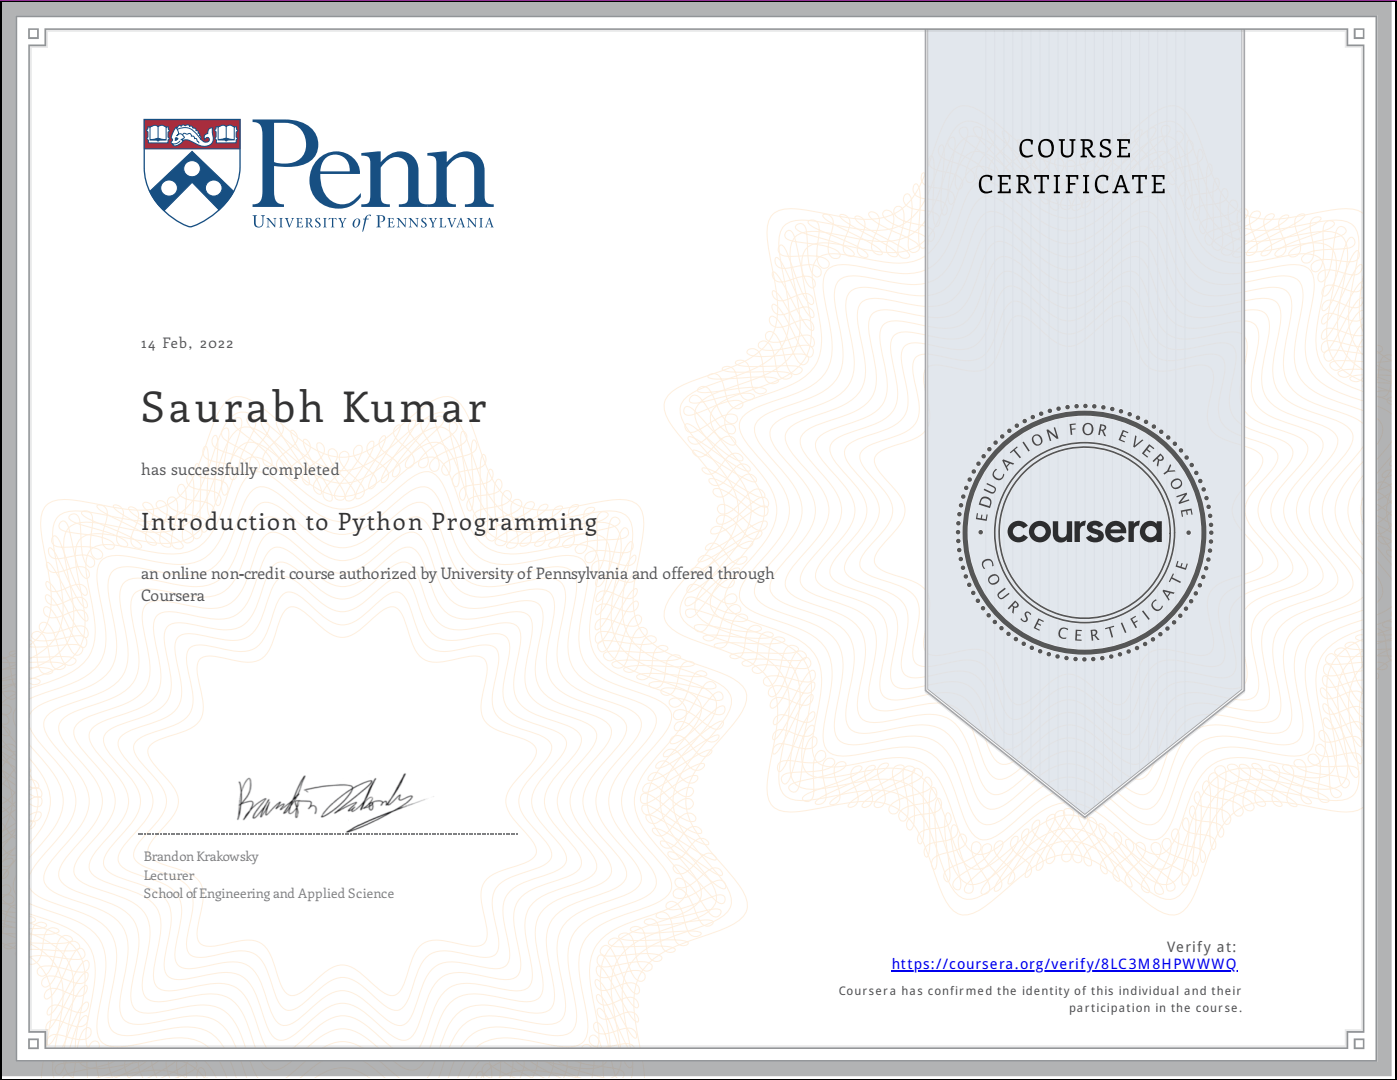 Penn
UNIVERSITY of PENNSYLVANIA
COURSE
CERTIFICATE
14 Feb, 2022
Saurabh Kumar
has successfully completed
Introduction to Python Programming
an online non-credit course authorized by University of Pennsylvania and offered through
Coursera
EDUCATION FOR EVERYONE
coursera
COURSE CERTIFICATE
Brandon Krakowsky
Brandon Krakowsky
Lecturer
School of Engineering and Applied Science
Verify at:
https://coursera.org/verify/8LC3M8HPWWWQ
Coursera has confirmed the identity of this individual and their
participation in the course.